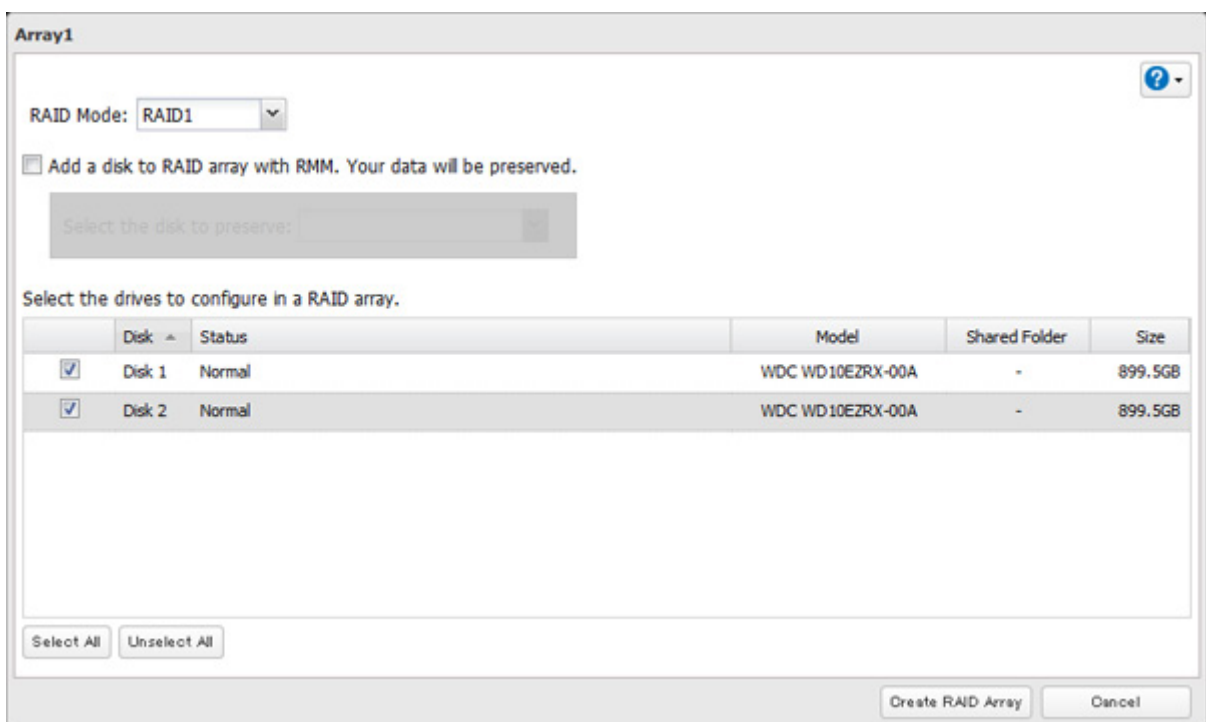 Array1
?
RAID Mode: RAID1
Add a disk to RAID array with RMM. Your data will be preserved.
Select the disk to preserve:
Select the drives to configure in a RAID array.
Disk Status Model Shared Folder Size
Disk 1 Normal WDC WD10EZRX-00A - 899.5GB
Disk 2 Normal WDC WD10EZRX-00A - 899.5GB
Select All Unselect All
Create RAID Array Cancel